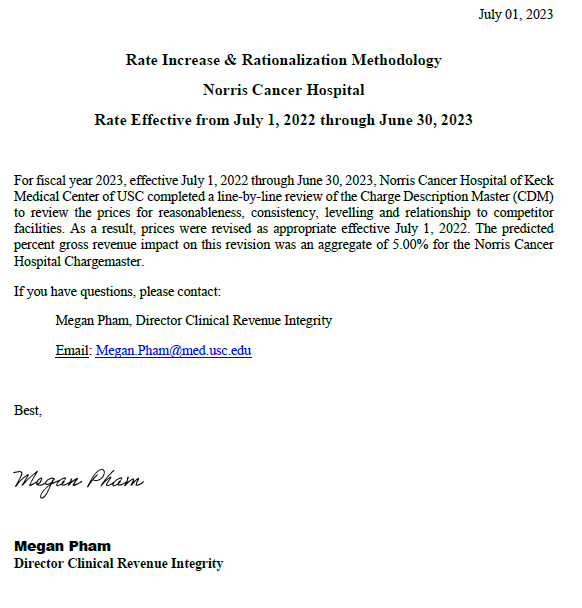 July 01, 2023
Rate Increase & Rationalization Methodology
Norris Cancer Hospital
Rate Effective from July 1, 2022 through June 30, 2023
For fiscal year 2023, effective July 1, 2022 through June 30, 2023, Norris Cancer Hospital of Keck
Medical Center of USC completed a line-by-line review of the Charge Description Master (CDM)
to review the prices for reasonableness, consistency, levelling and relationship to competitor
facilities. As a result, prices were revised as appropriate effective July 1, 2022. The predicted
percent gross revenue impact on this revision was an aggregate of 5.00% for the Norris Cancer
Hospital Chargemaster.
If you have questions, please contact:
Megan Pham, Director Clinical Revenue Integrity
Email: Megan.Pham@med.usc.edu
Best,
Megan Pham
Megan Pham
Director Clinical Revenue Integrity